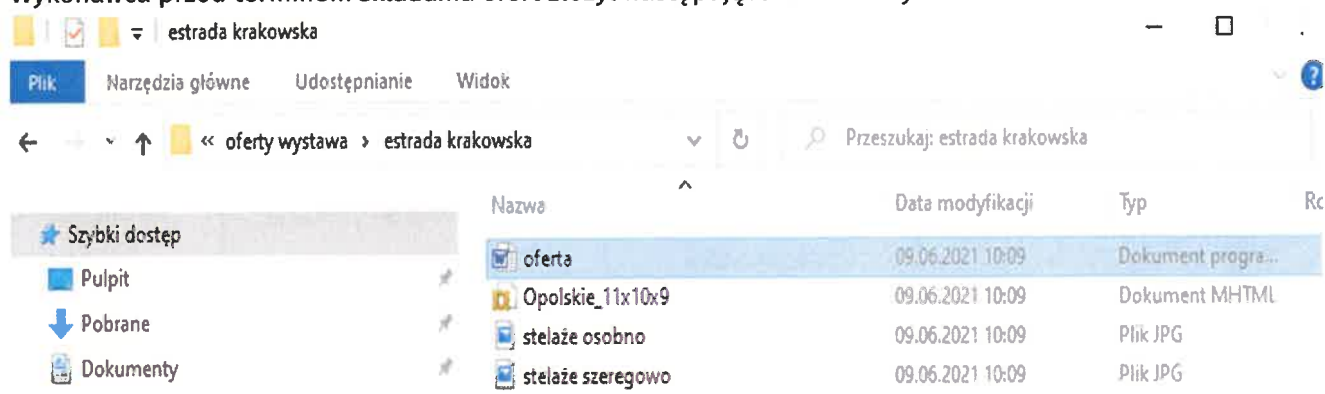 estrada krakowska
Plik Narzędzia główne Udostępnianie Widok
« oferty wystawa › estrada krakowska Przeszukaj: estrada krakowska
Nazwa Data modyfikacji Typ
Szybki dostęp
oferta 09.06.2021 10:09 Dokument progra...
Pulpit
Opolskie_11x10x9 09.06.2021 10:09 Dokument MHTML
Pobrane
stelaże osobno 09.06.2021 10:09 Plik JPG
Dokumenty
stelaże szeregowo 09.06.2021 10:09 Plik JPG